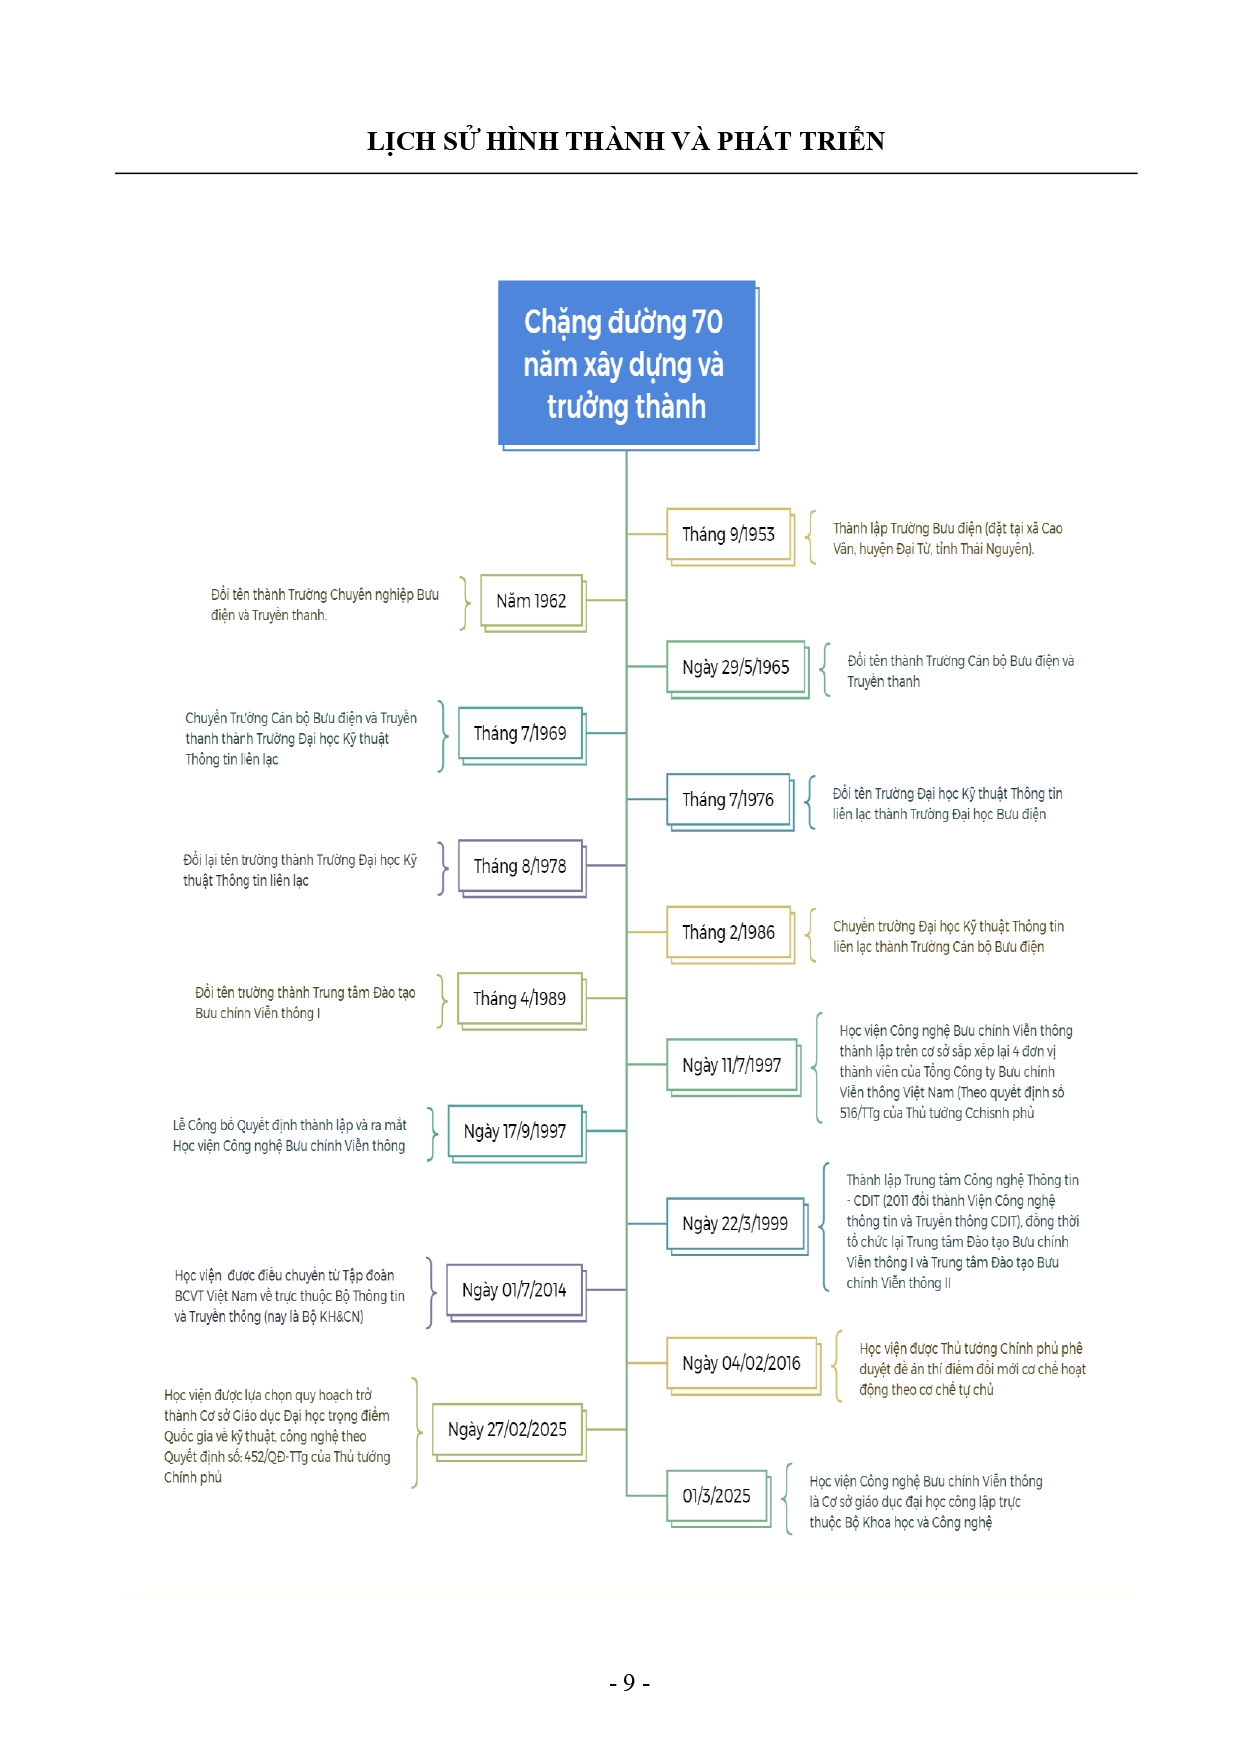 LỊCH SỬ HÌNH THÀNH VÀ PHÁT TRIỂN
Chặng đường 70
năm xây dựng và
trưởng thành
Tháng 9/1953
Thành lập Trường Bưu điện (đặt tại xã Cao
Vân, huyện Đại Từ, tỉnh Thái Nguyên).
Năm 1962
Đổi tên thành Trường Chuyên nghiệp Bưu
điện và Truyền thanh.
Ngày 29/5/1965
Đổi tên thành Trường Cán bộ Bưu điện và
Truyền thanh
Tháng 7/1969
Chuyển Trường Cán bộ Bưu điện và Truyền
thanh thành Trường Đại học Kỹ thuật
Thông tin liên lạc
Tháng 7/1976
Đổi tên Trường Đại học Kỹ thuật Thông tin
liên lạc thành Trường Đại học Bưu điện
Tháng 8/1978
Đổi lại tên trường thành Trường Đại học Kỹ
thuật Thông tin liên lạc
Tháng 2/1986
Chuyển trường Đại học Kỹ thuật Thông tin
liên lạc thành Trường Cán bộ Bưu điện
Tháng 4/1989
Đổi tên trường thành Trung tâm Đào tạo
Bưu chính Viễn thông I
Ngày 11/7/1997
Học viện Công nghệ Bưu chính Viễn thông
thành lập trên cơ sở sắp xếp lại 4 đơn vị
thành viên của Tổng Công ty Bưu chính
Viễn thông Việt Nam (Theo quyết định số
516/TTg của Thủ tướng Cchisnh phủ
Ngày 17/9/1997
Lễ Công bố Quyết định thành lập và ra mắt
Học viện Công nghệ Bưu chính Viễn thông
Ngày 22/3/1999
Thành lập Trung tâm Công nghệ Thông tin
- CDIT (2011 đổi thành Viện Công nghệ
thông tin và Truyền thông CDIT), đồng thời
tổ chức lại Trung tâm Đào tạo Bưu chính
Viễn thông I và Trung tâm Đào tạo Bưu
chính Viễn thông II
Ngày 01/7/2014
Học viện được điều chuyển từ Tập đoàn
BCVT Việt Nam về trực thuộc Bộ Thông tin
và Truyền thông (nay là Bộ KH&CN)
Ngày 04/02/2016
Học viện được Thủ tướng Chính phủ phê
duyệt đề án thí điểm đổi mới cơ chế hoạt
động theo cơ chế tự chủ
Ngày 27/02/2025
Học viện được lựa chọn quy hoạch trở
thành Cơ sở Giáo dục Đại học trọng điểm
Quốc gia về kỹ thuật, công nghệ theo
Quyết định số: 452/QĐ-TTg của Thủ tướng
Chính phủ
01/3/2025
Học viện Công nghệ Bưu chính Viễn thông
là Cơ sở giáo dục đại học công lập trực
thuộc Bộ Khoa học và Công nghệ
- 9 -